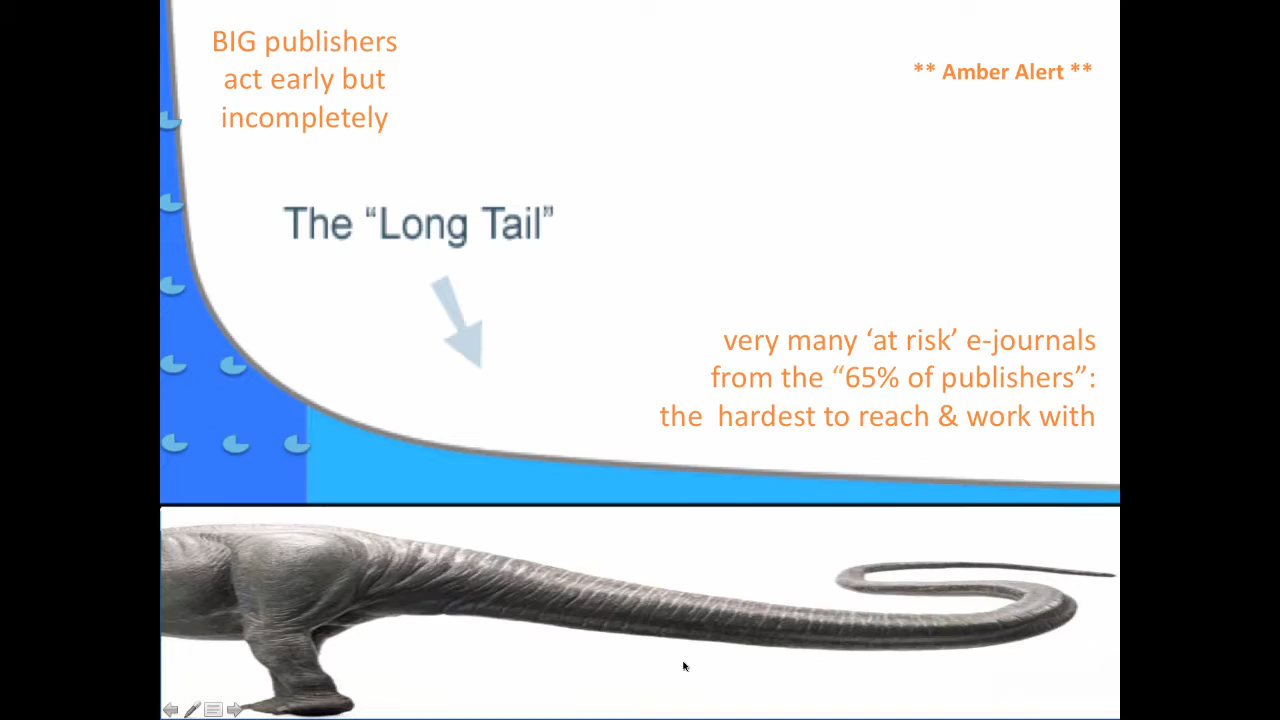 BIG publishers
act early but
incompletely
** Amber Alert **
The “Long Tail”
very many ‘at risk’ e-journals
from the “65% of publishers”:
the hardest to reach & work with